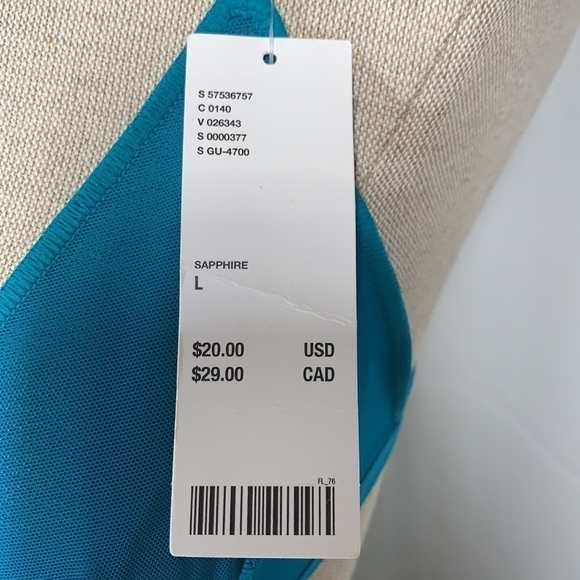 S 57536757
C 0140
V 026343
S 0000377
S GU-4700
SAPPHIRE
L
$20.00 USD
$29.00 CAD
R_76